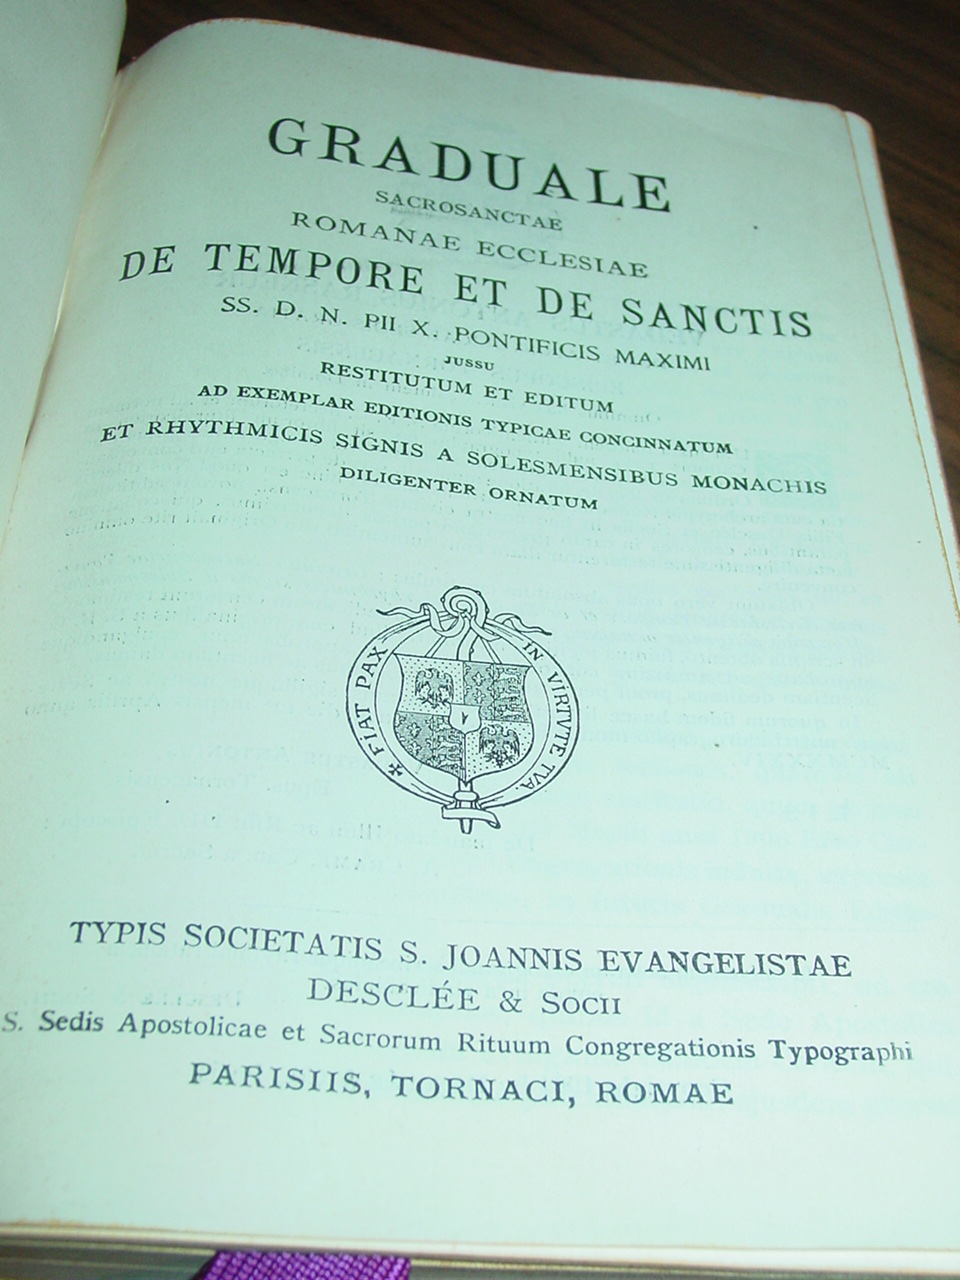 GRADUALE
SACROSANCTAE
ROMANAE ECCLESIAE
DE TEMPORE ET DE SANCTIS
SS. D. N. PII X. PONTIFICIS MAXIMI
JUSSU
RESTITUTUM ET EDITUM
AD EXEMPLAR EDITIONIS TYPICAE CONCINNATUM
ET RHYTHMICIS SIGNIS A SOLESMENSIBUS MONACHIS
DILIGENTER ORNATUM
✠ FIAT PAX IN VIRTVTE TVA.
TYPIS SOCIETATIS S. JOANNIS EVANGELISTAE
DESCLÉE & SOCII
S. Sedis Apostolicae et Sacrorum Rituum Congregationis Typographi
PARISIIS, TORNACI, ROMAE